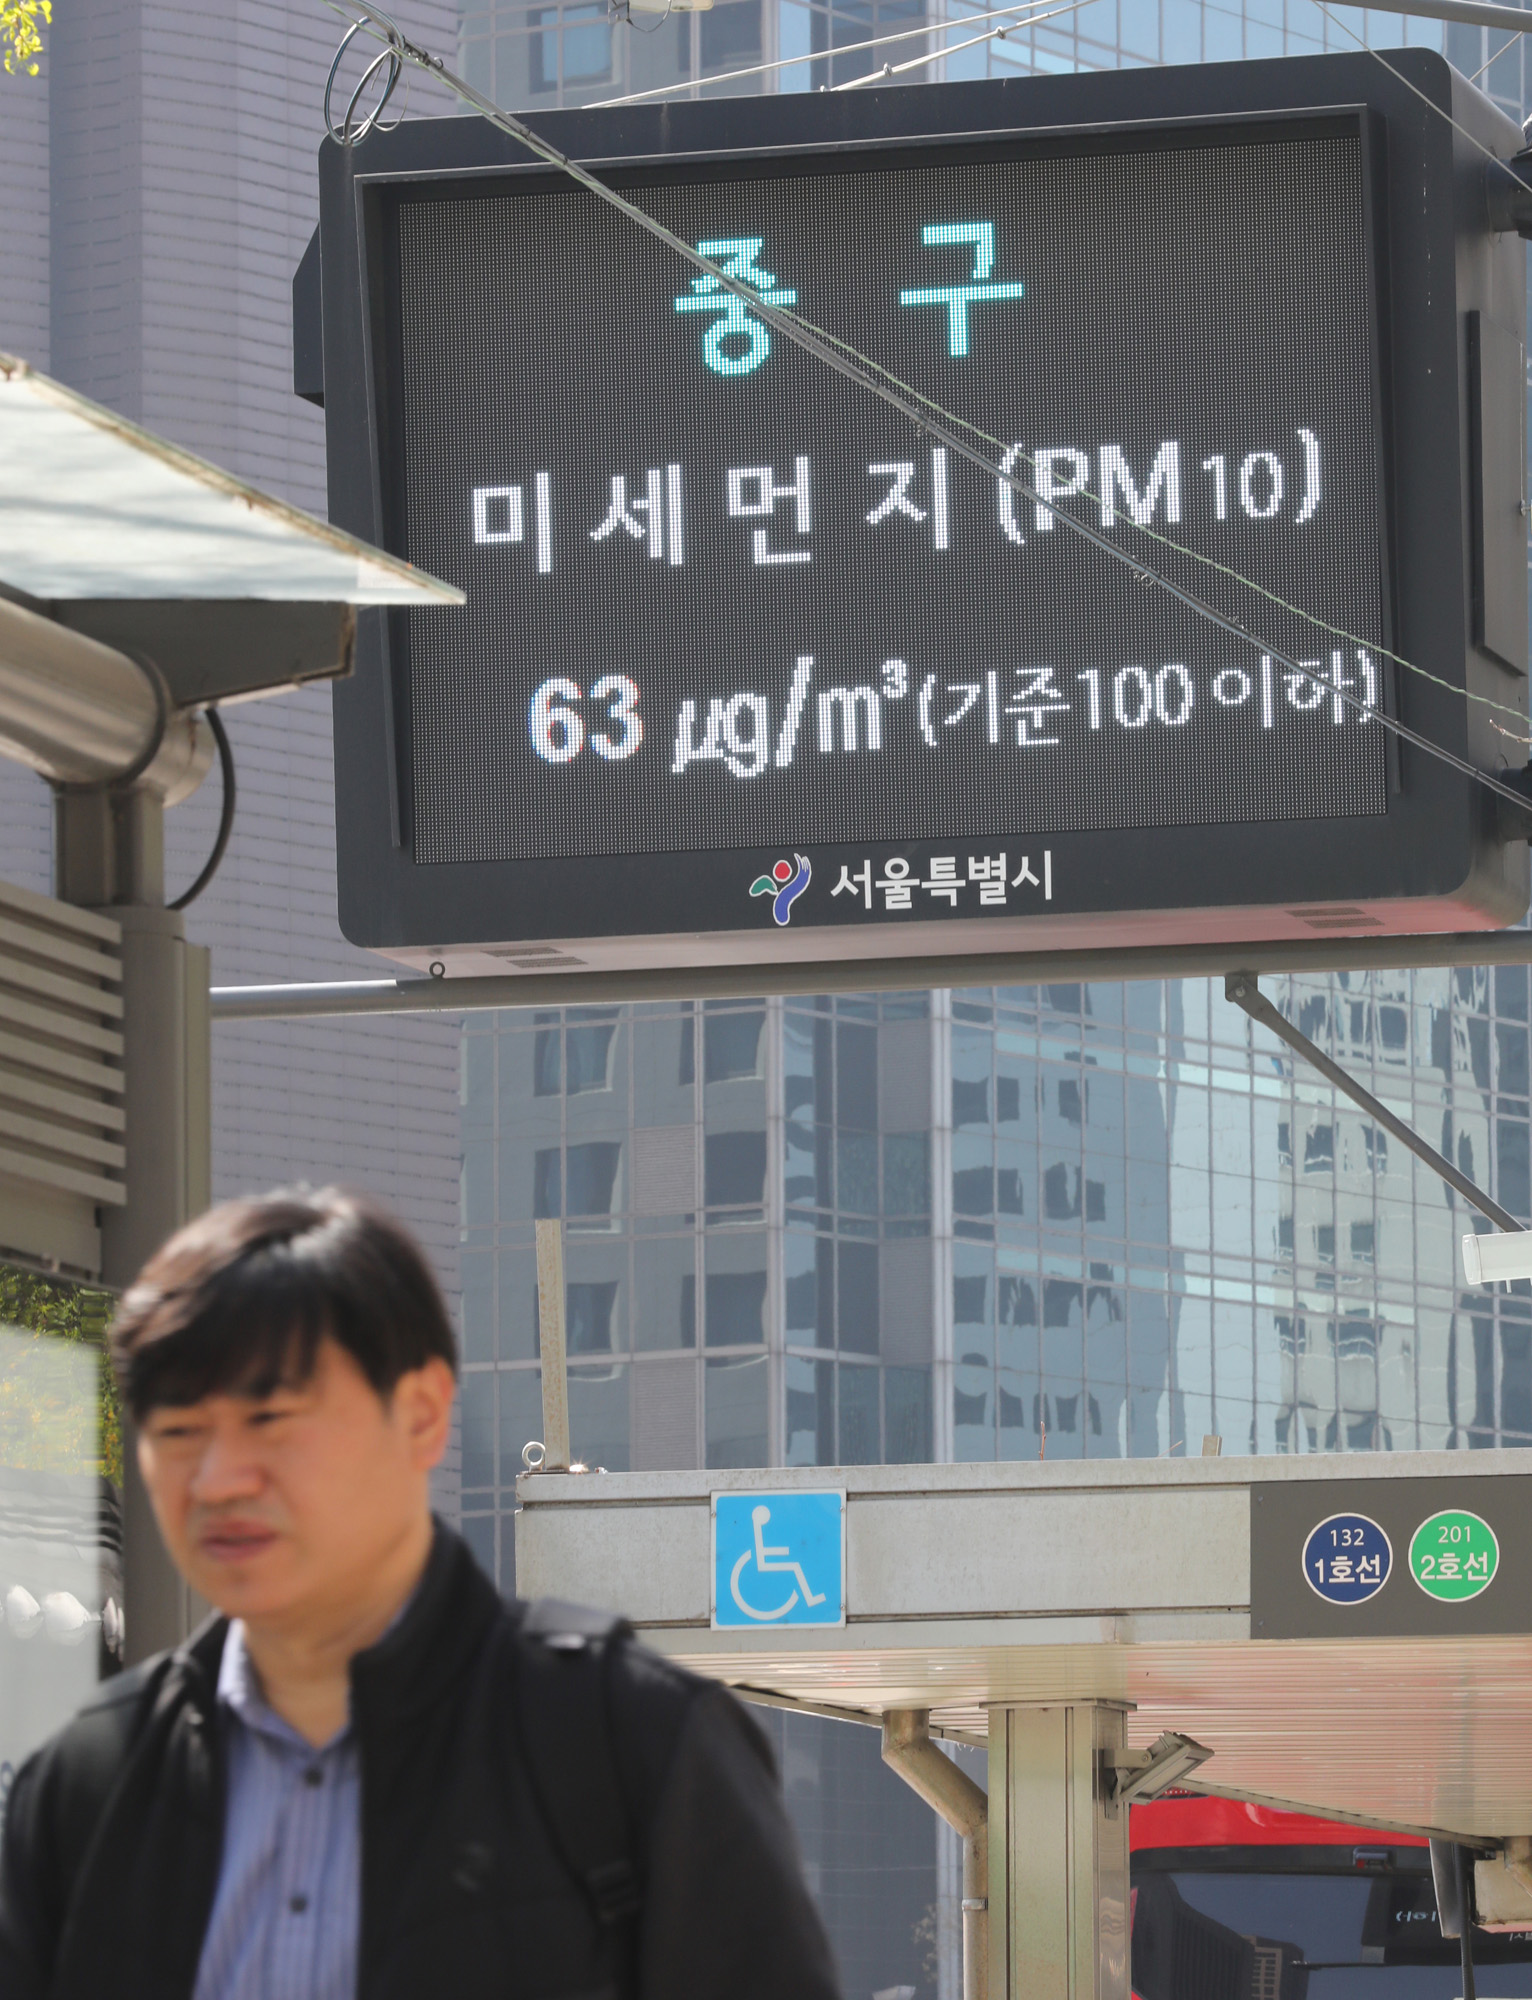 중구
미세먼지(PM10)
63 μg/m³(기준100이하)
서울특별시
132
1호선
201
2호선